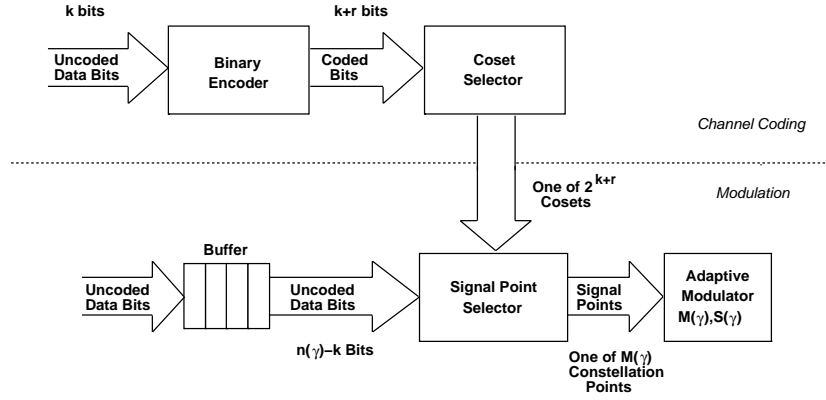 k bits
k+r bits
Uncoded
Data Bits
Binary
Encoder
Coded
Bits
Coset
Selector
Channel Coding
One of 2^k+r
Cosets
Modulation
Buffer
Uncoded
Data Bits
Uncoded
Data Bits
n(γ)−k Bits
Signal Point
Selector
Signal
Points
One of M(γ)
Constellation
Points
Adaptive
Modulator
M(γ),S(γ)